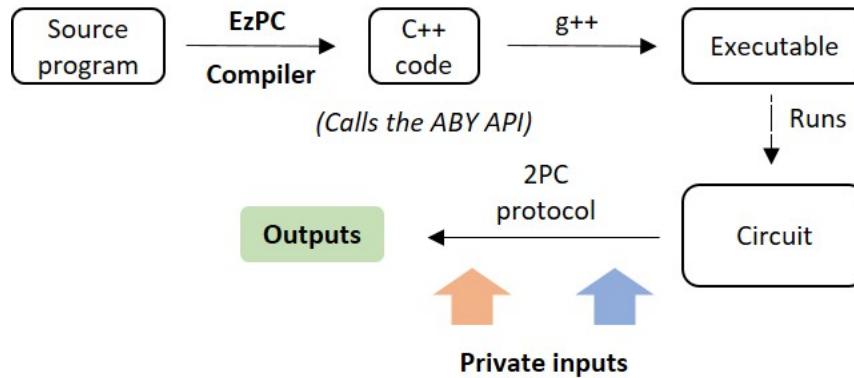 Source
program
EzPC
Compiler
C++
code
g++
Executable
(Calls the ABY API)
Runs
2PC
protocol
Circuit
Outputs
Private inputs